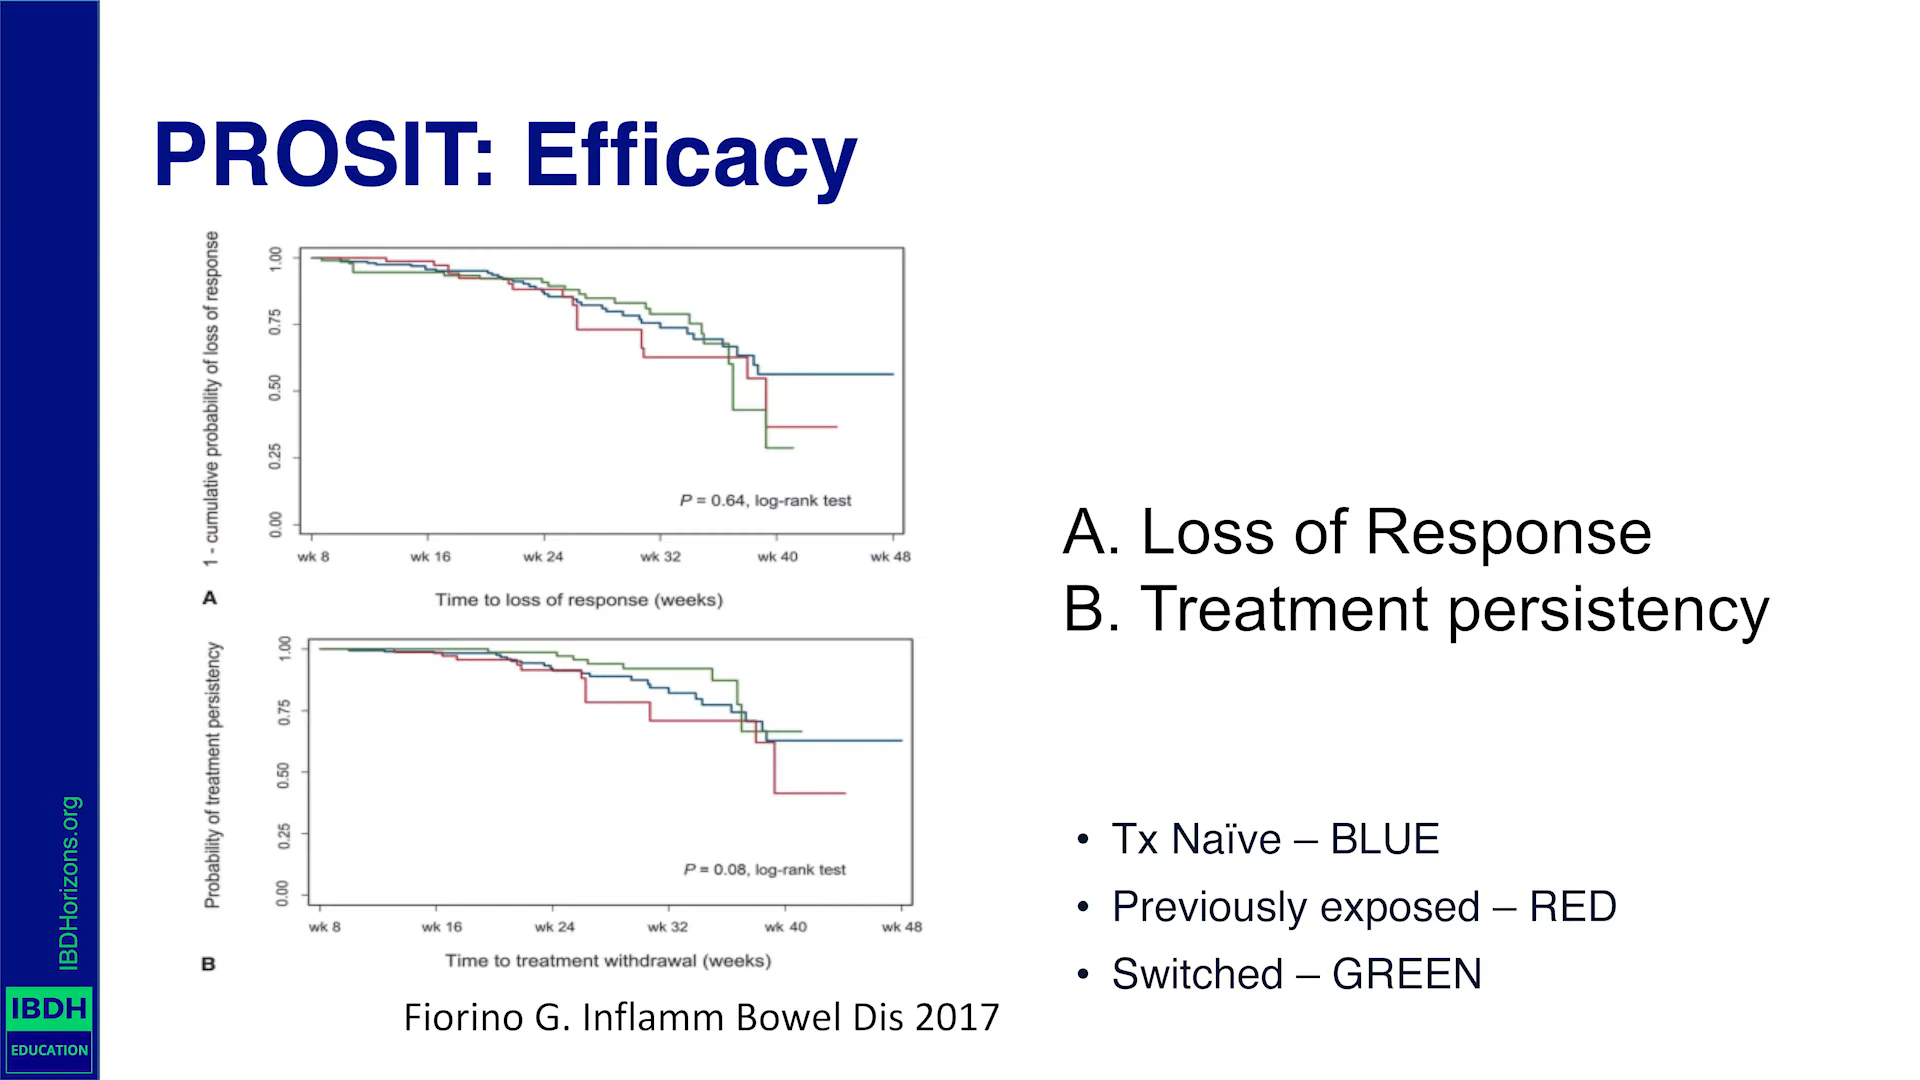 PROSIT: Efficacy
1 - cumulative probability of loss of response
1.00
0.75
0.50
0.25
0.00
P = 0.64, log-rank test
wk 8 wk 16 wk 24 wk 32 wk 40 wk 48
A
Time to loss of response (weeks)
Probability of treatment persistency
1.00
0.75
0.50
0.25
0.00
P = 0.08, log-rank test
wk 8 wk 16 wk 24 wk 32 wk 40 wk 48
B
Time to treatment withdrawal (weeks)
Fiorino G. Inflamm Bowel Dis 2017
A. Loss of Response
B. Treatment persistency
• Tx Naïve – BLUE
• Previously exposed – RED
• Switched – GREEN
IBDHorizons.org
IBDH
EDUCATION